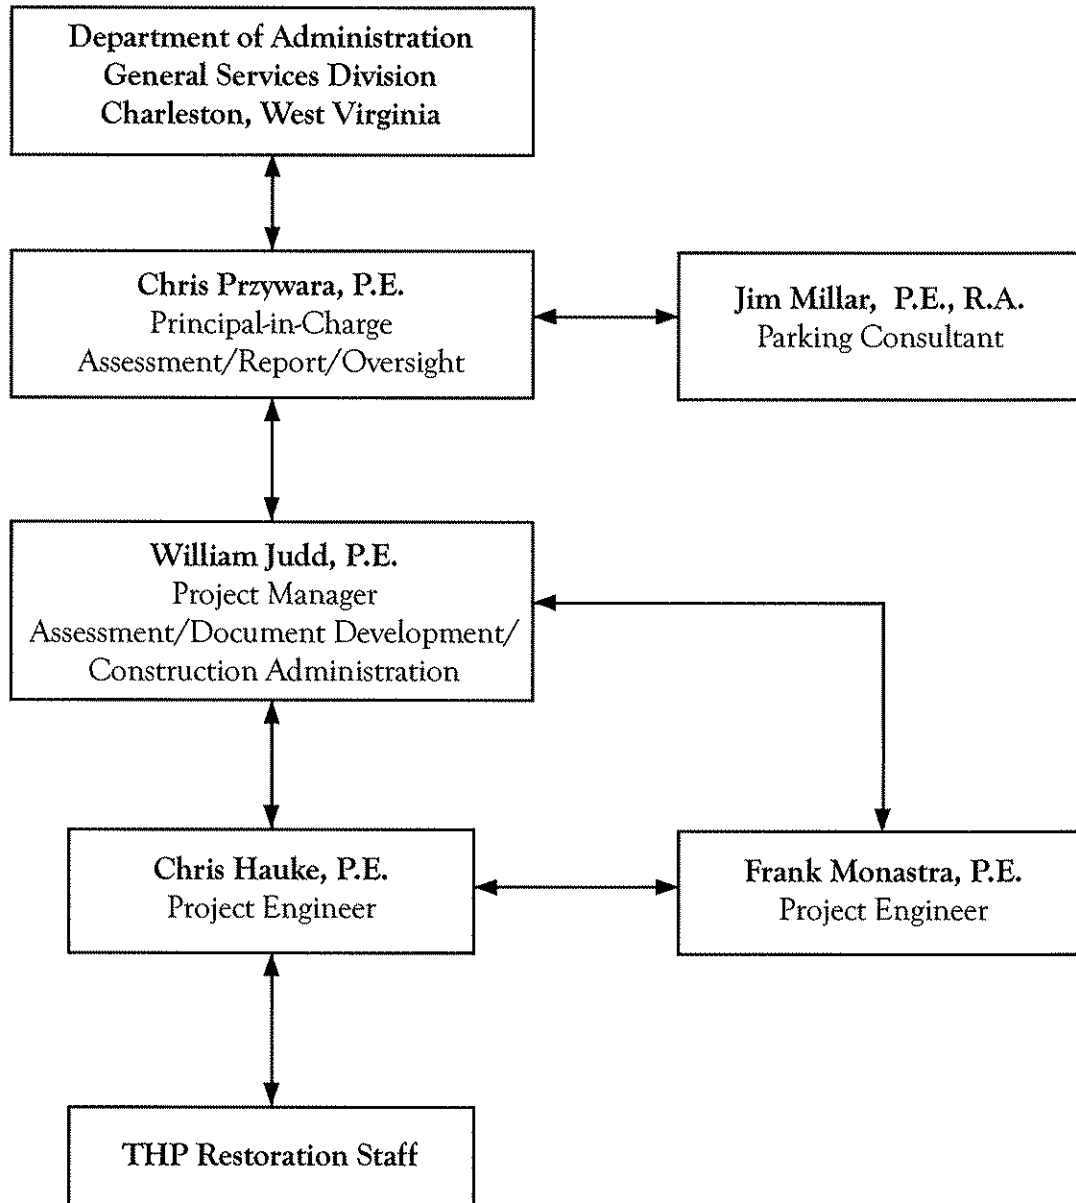 Department of Administration
General Services Division
Charleston, West Virginia
Chris Przywara, P.E.
Principal-in-Charge
Assessment/Report/Oversight
Jim Millar, P.E., R.A.
Parking Consultant
William Judd, P.E.
Project Manager
Assessment/Document Development/
Construction Administration
Chris Hauke, P.E.
Project Engineer
Frank Monastra, P.E.
Project Engineer
THP Restoration Staff